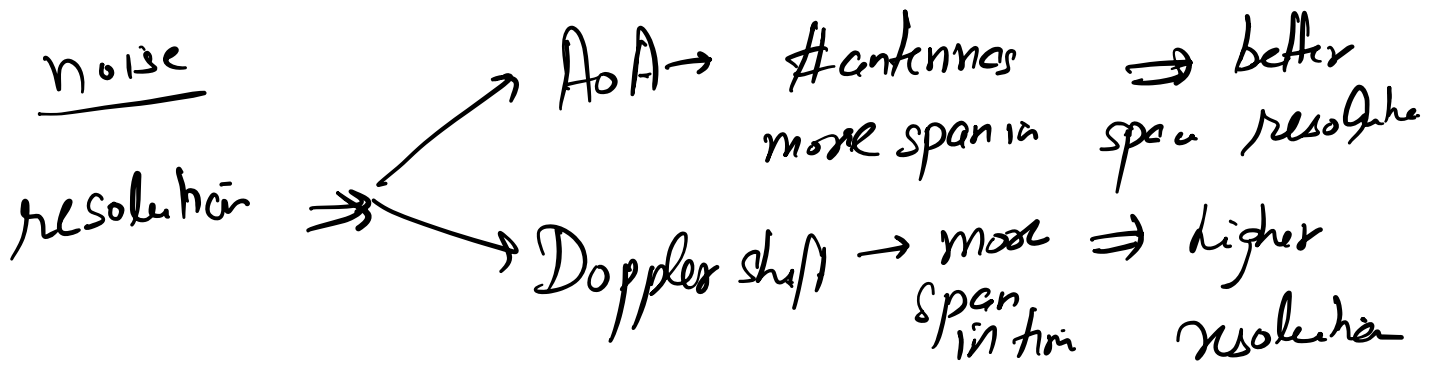 noise
resolution ⇒ → AoA → #antennas ⇒ better
more span in space resolution
→ Doppler shift → more ⇒ higher
span resolution
in time